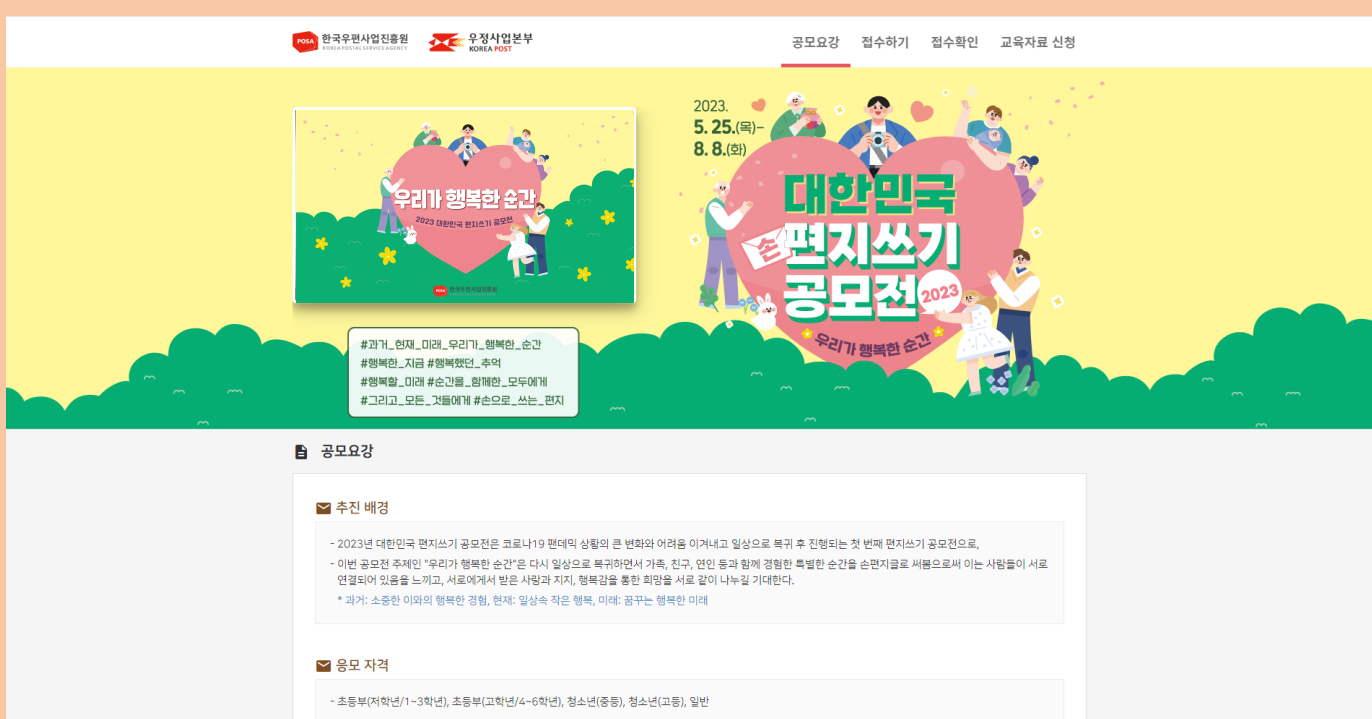 POSA 한국우편사업진흥원
KOREA POSTAL SERVICE AGENCY
우정사업본부
KOREA POST
공모요강 접수하기 접수확인 교육자료 신청
우리가 행복한 순간
2023 대한민국 편지쓰기 공모전
POSA 한국우편사업진흥원
#과거_현재_미래_우리가_행복한_순간
#행복한_지금 #행복했던_추억
#행복할_미래 #순간을_함께한_모두에게
#그리고_모든_것들에게 #손으로_쓰는_편지
2023.
5. 25.(목)–
8. 8.(화)
대한민국
손편지쓰기
공모전 2023
우리가 행복한 순간
공모요강
추진 배경
- 2023년 대한민국 편지쓰기 공모전은 코로나19 팬데믹 상황의 큰 변화와 어려움 이겨내고 일상으로 복귀 후 진행되는 첫 번째 편지쓰기 공모전으로,
- 이번 공모전 주제인 "우리가 행복한 순간"은 다시 일상으로 복귀하면서 가족, 친구, 연인 등과 함께 경험한 특별한 순간을 손편지글로 써봄으로써 이는 사람들이 서로
연결되어 있음을 느끼고, 서로에게서 받은 사랑과 지지, 행복감을 통한 희망을 서로 같이 나누길 기대한다.
* 과거: 소중한 이와의 행복한 경험, 현재: 일상속 작은 행복, 미래: 꿈꾸는 행복한 미래
응모 자격
- 초등부(저학년/1~3학년), 초등부(고학년/4~6학년), 청소년(중등), 청소년(고등), 일반